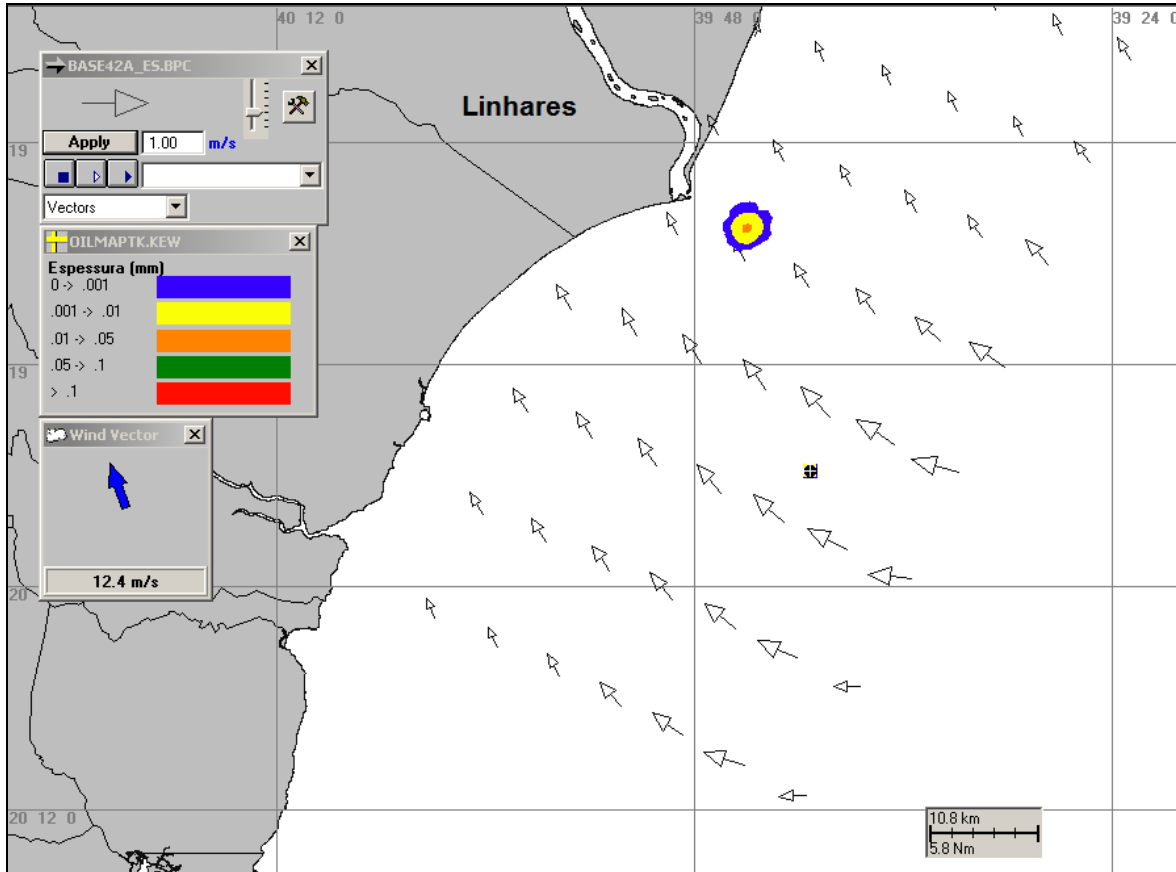 40 12 0
39 48 0
39 24 0
BASE42A_ES.BPC
Linhares
Apply
1.00
m/s
19
Vectors
OILMAPTK.KEW
Espessura (mm)
0 -> .001
.001 -> .01
.01 -> .05
.05 -> .1
> .1
19
Wind Vector
12.4 m/s
20
20 12 0
10.8 km
5.8 Nm